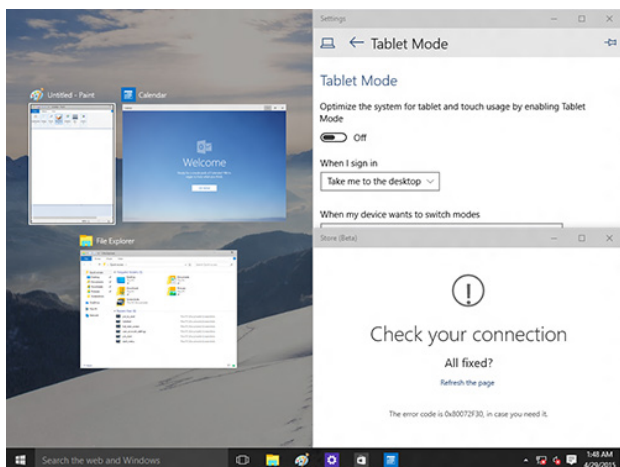 Settings
Tablet Mode
Tablet Mode
Optimize the system for tablet and touch usage by enabling Tablet
Mode
Off
When I sign in
Take me to the desktop
When my device wants to switch modes
Untitled - Paint
Calendar
Welcome
File Explorer
Store (Beta)
Check your connection
All fixed?
Refresh the page
The error code is 0x80072F30, in case you need it.
Search the web and Windows
1:48 AM
4/29/2015